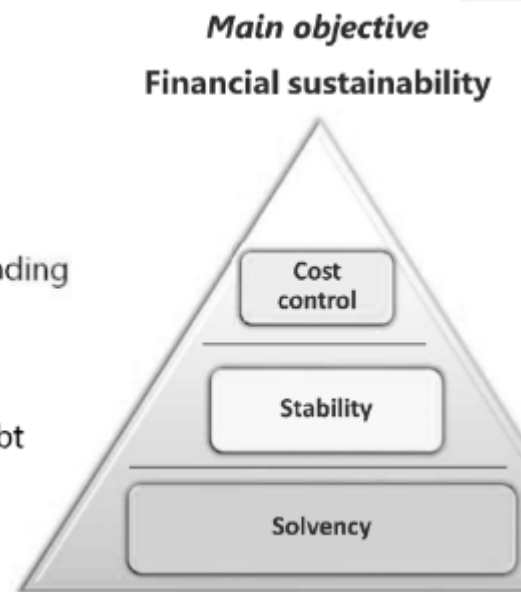 Main objective
Financial sustainability
Cost
control
Stability
Solvency